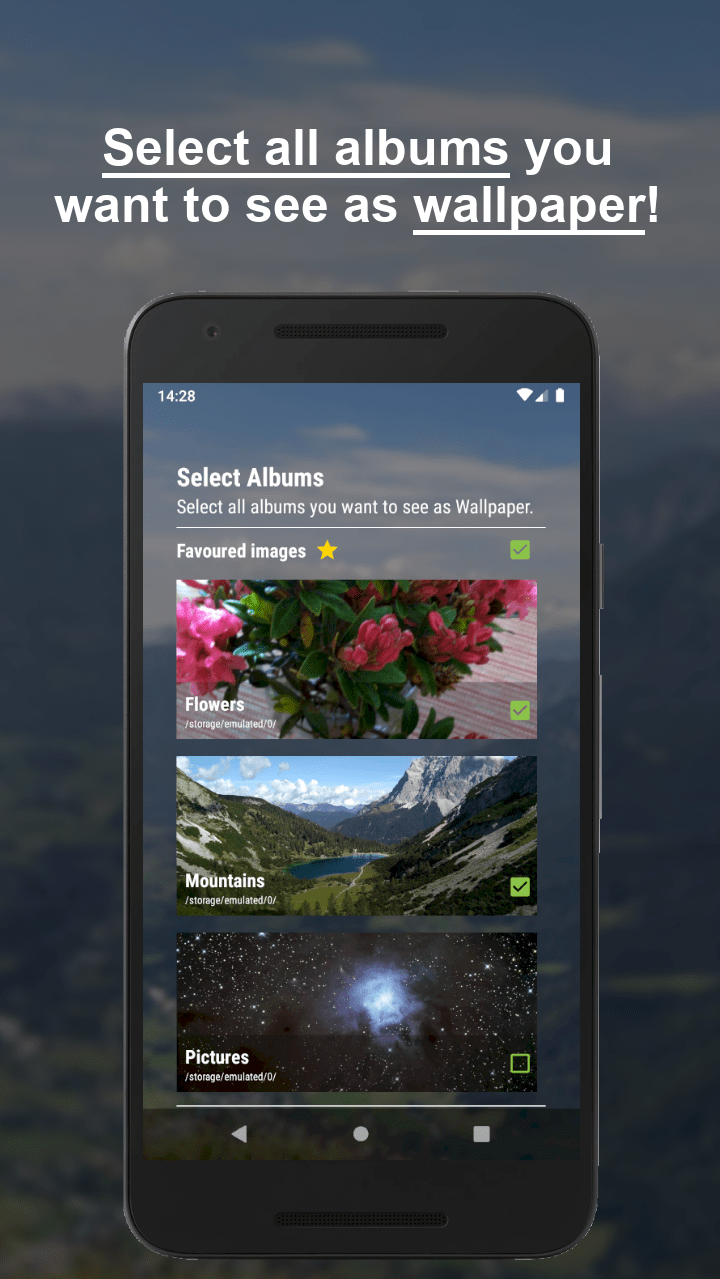 Select all albums you
want to see as wallpaper!
14:28
Select Albums
Select all albums you want to see as Wallpaper.
Favoured images
Flowers
/storage/emulated/0/
Mountains
/storage/emulated/0/
Pictures
/storage/emulated/0/